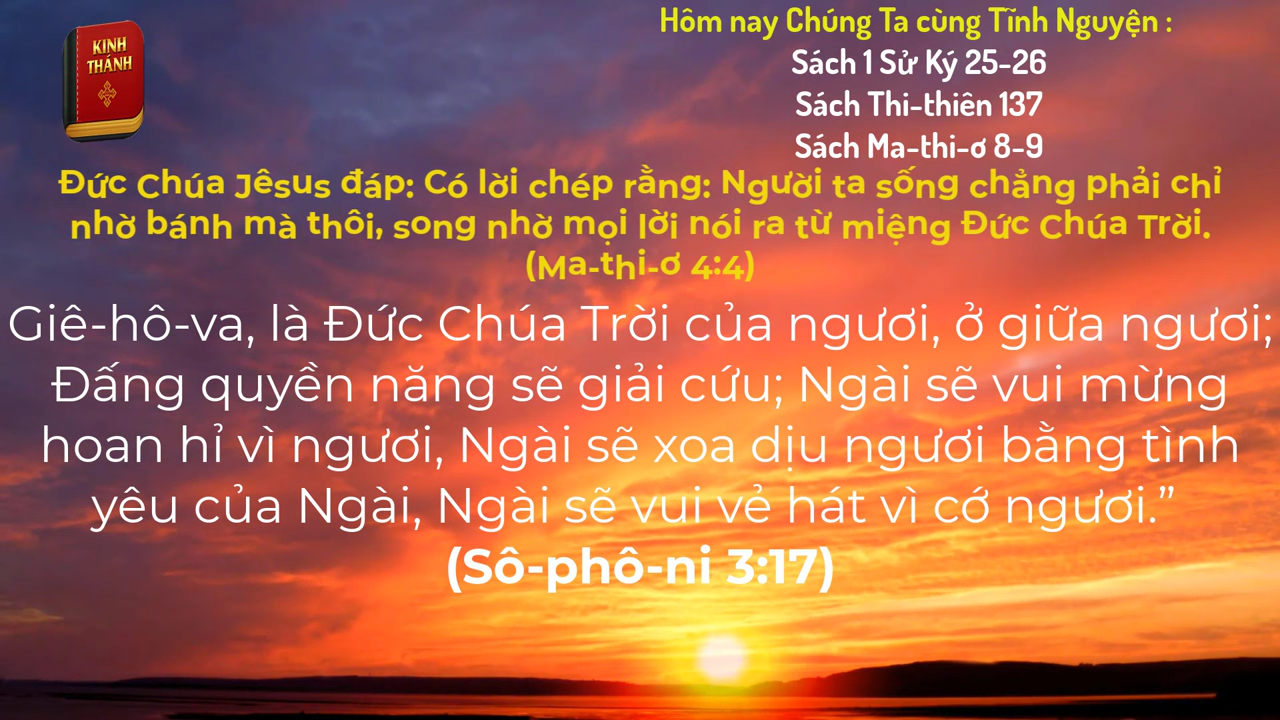 KINH
THÁNH
Hôm nay Chúng Ta cùng Tĩnh Nguyện :
Sách 1 Sử Ký 25-26
Sách Thi-thiên 137
Sách Ma-thi-ơ 8-9
Đức Chúa Jêsus đáp: Có lời chép rằng: Người ta sống chẳng phải chỉ
nhờ bánh mà thôi, song nhờ mọi lời nói ra từ miệng Đức Chúa Trời.
(Ma-thi-ơ 4:4)
Giê-hô-va, là Đức Chúa Trời của ngươi, ở giữa ngươi;
Đấng quyền năng sẽ giải cứu; Ngài sẽ vui mừng
hoan hỉ vì ngươi, Ngài sẽ xoa dịu ngươi bằng tình
yêu của Ngài, Ngài sẽ vui vẻ hát vì cớ ngươi.”
(Sô-phô-ni 3:17)